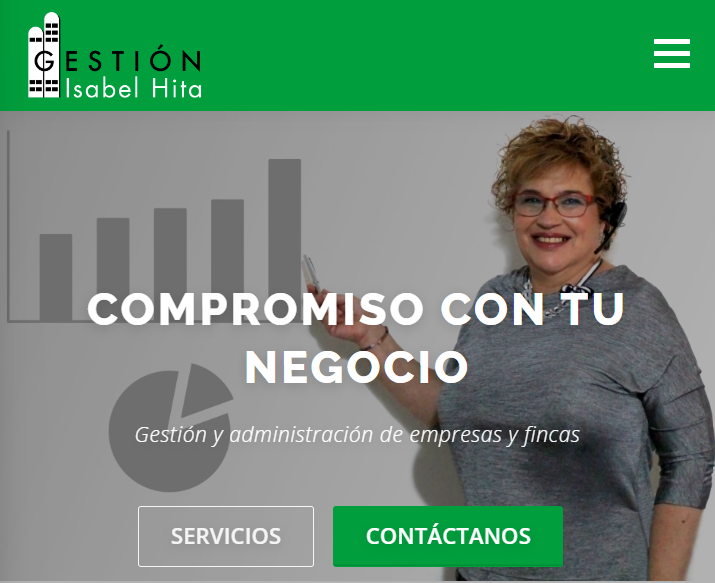 GESTIÓN
Isabel Hita
COMPROMISO CON TU
NEGOCIO
Gestión y administración de empresas y fincas
SERVICIOS
CONTÁCTANOS